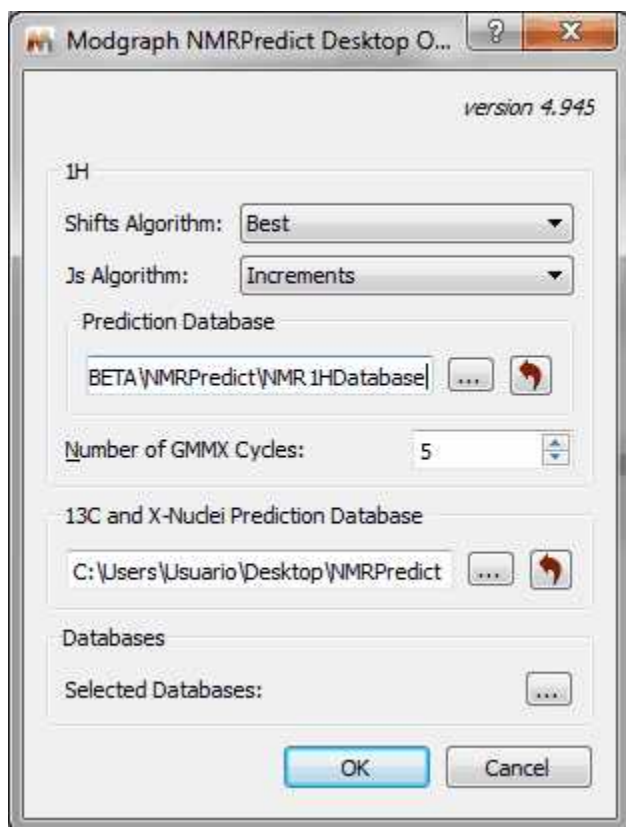 Modgraph NMRPredict Desktop O...
version 4.945
1H
Shifts Algorithm: Best
Js Algorithm: Increments
Prediction Database
BETA\NMRPredict\NMR1HDatabase ...
Number of GMMX Cycles: 5
13C and X-Nuclei Prediction Database
C:\Users\Usuario\Desktop\NMRPredict ...
Databases
Selected Databases: ...
OK Cancel